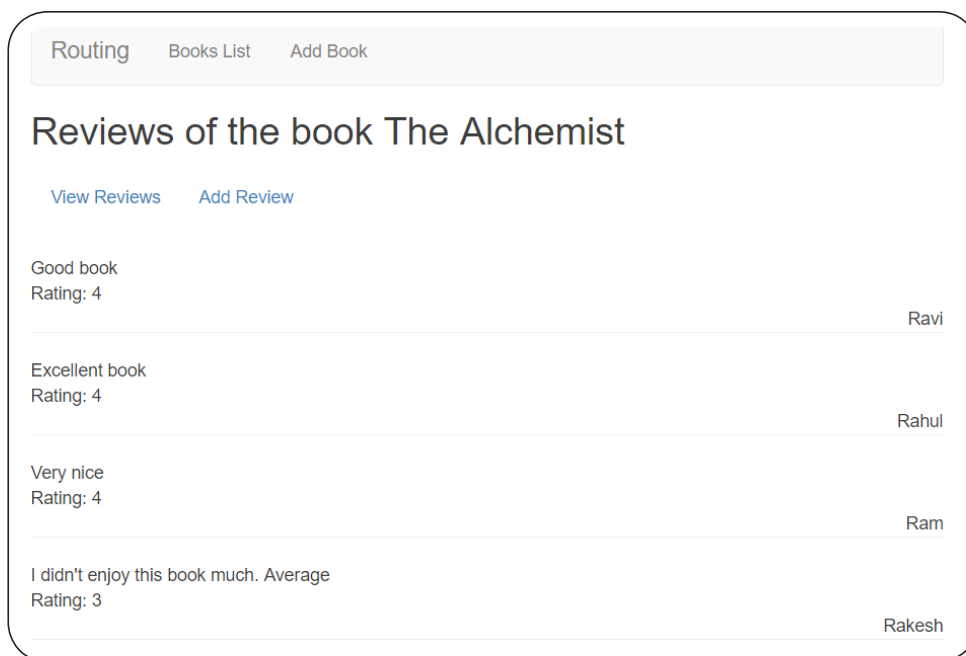 Routing Books List Add Book
Reviews of the book The Alchemist
View Reviews Add Review
Good book
Rating: 4
Ravi
Excellent book
Rating: 4
Rahul
Very nice
Rating: 4
Ram
I didn't enjoy this book much. Average
Rating: 3
Rakesh